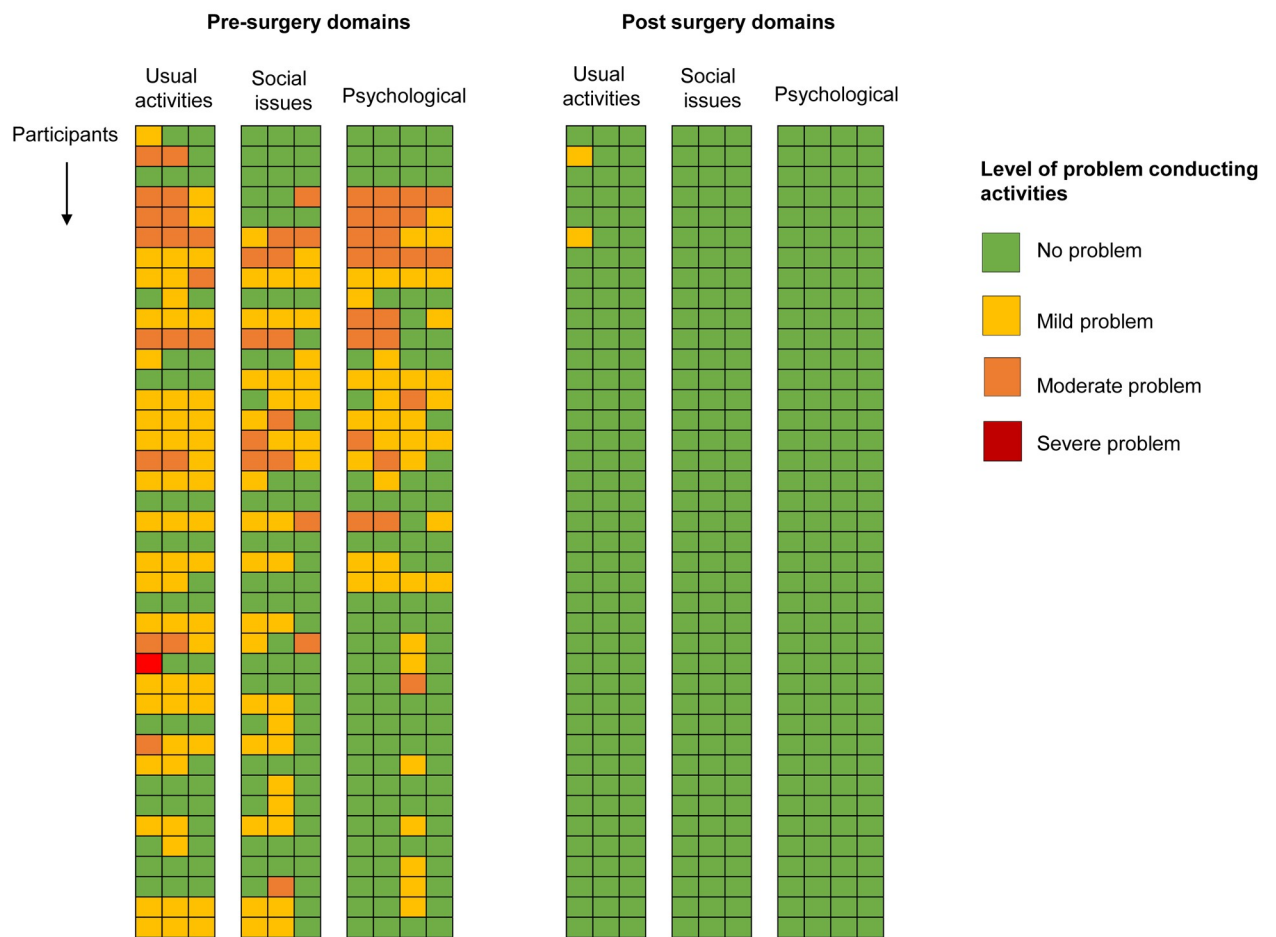 Pre-surgery domains
Post surgery domains
Usual
activities
Social
issues
Psychological
Usual
activities
Social
issues
Psychological
Participants
Level of problem conducting
activities
No problem
Mild problem
Moderate problem
Severe problem